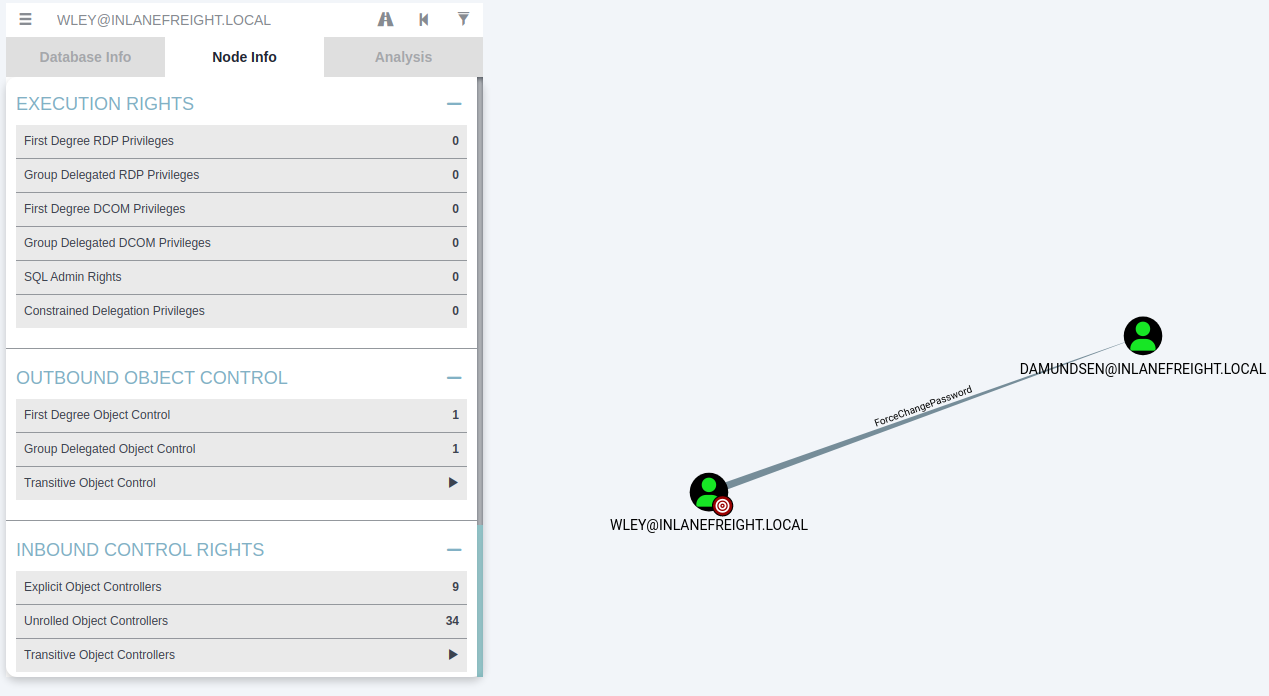 WLEY@INLANEFREIGHT.LOCAL
Database Info Node Info Analysis
EXECUTION RIGHTS
First Degree RDP Privileges 0
Group Delegated RDP Privileges 0
First Degree DCOM Privileges 0
Group Delegated DCOM Privileges 0
SQL Admin Rights 0
Constrained Delegation Privileges 0
OUTBOUND OBJECT CONTROL
First Degree Object Control 1
Group Delegated Object Control 1
Transitive Object Control
INBOUND CONTROL RIGHTS
Explicit Object Controllers 9
Unrolled Object Controllers 34
Transitive Object Controllers
DAMUNDSEN@INLANEFREIGHT.LOCAL
ForceChangePassword
WLEY@INLANEFREIGHT.LOCAL